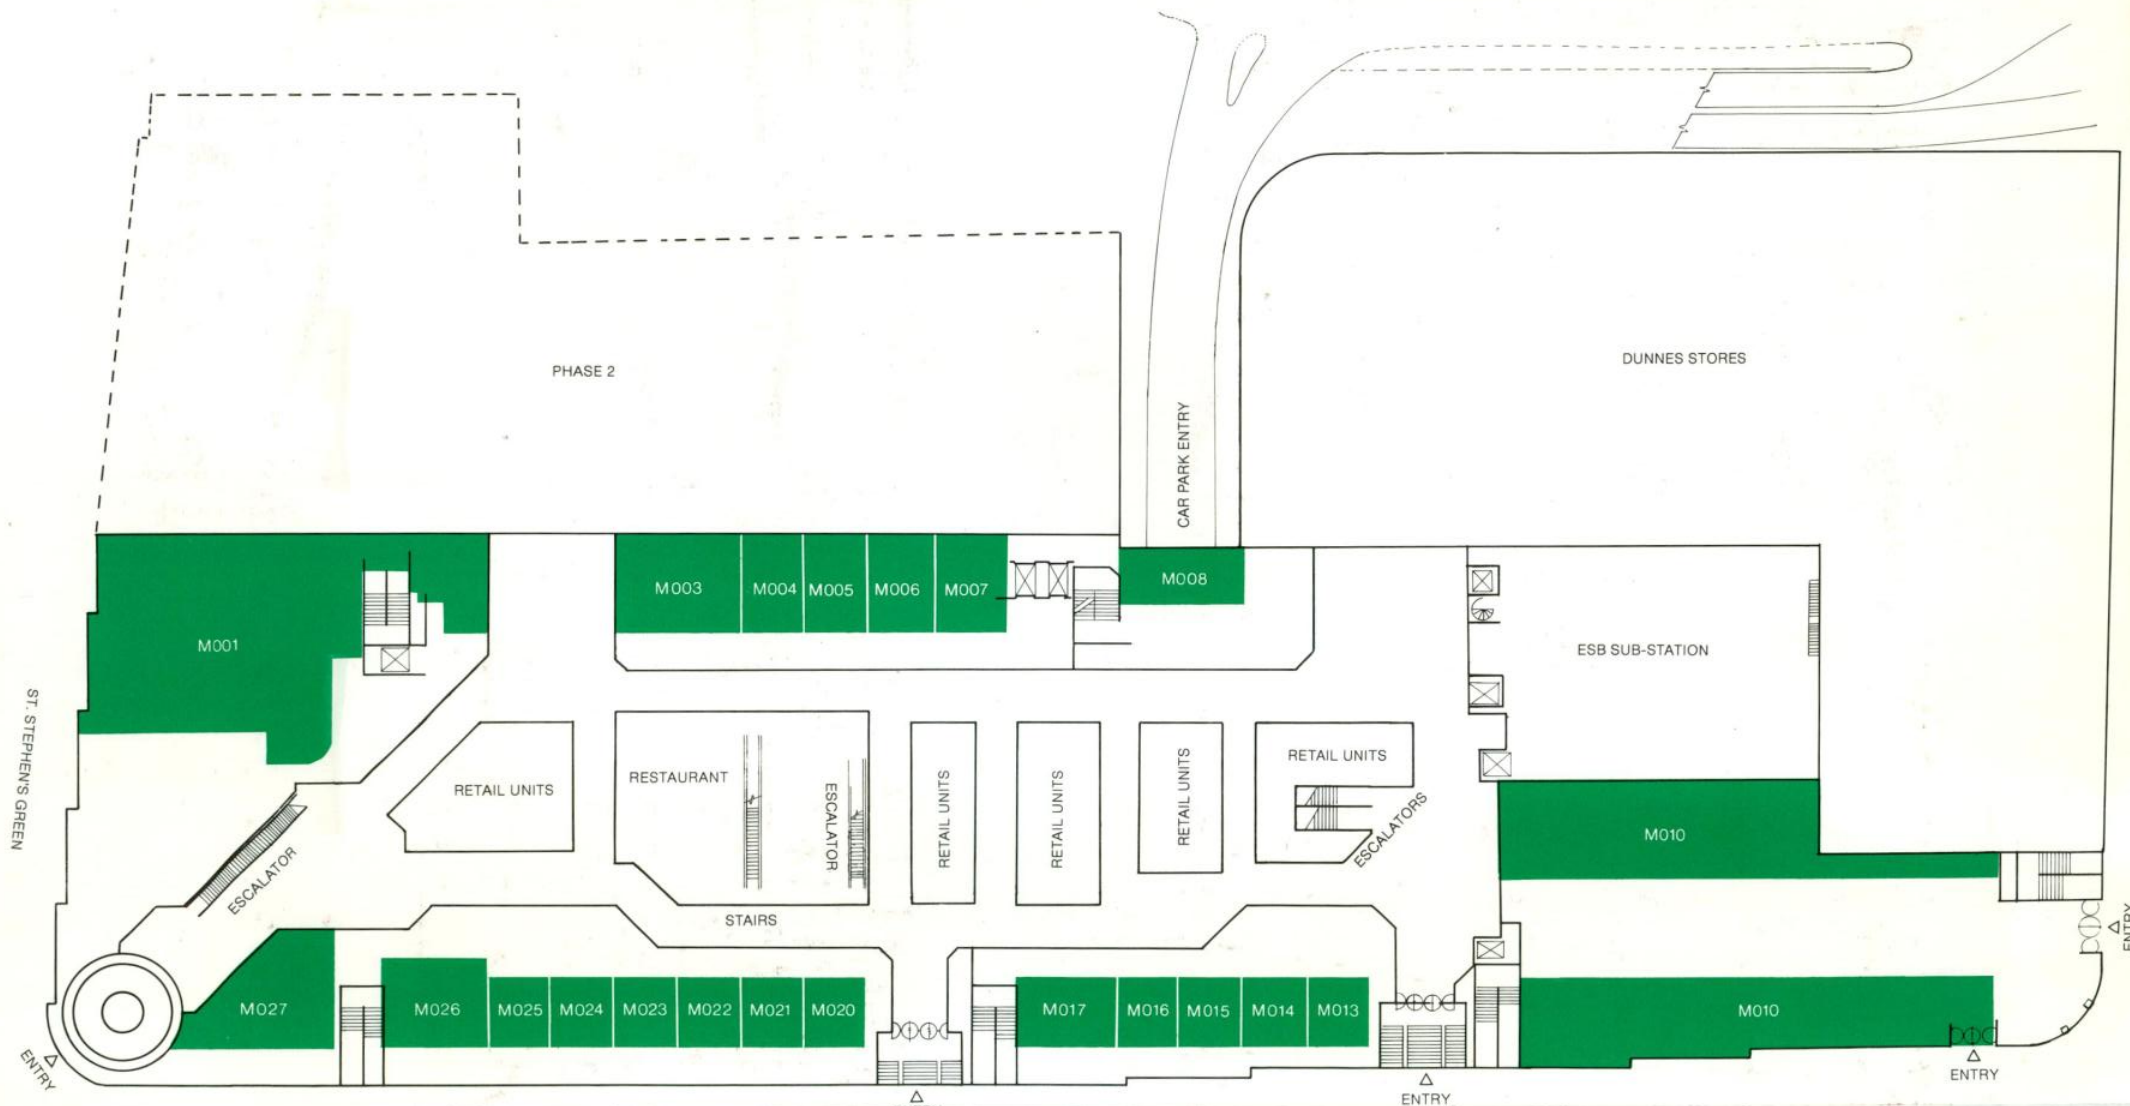 PHASE 2
DUNNES STORES
CAR PARK ENTRY
M001
M003
M004
M005
M006
M007
M008
ESB SUB-STATION
ST. STEPHEN'S GREEN
RETAIL UNITS
RESTAURANT
ESCALATOR
RETAIL UNITS
RETAIL UNITS
RETAIL UNITS
RETAIL UNITS
ESCALATORS
M010
ESCALATOR
STAIRS
ENTRY
M027
M026
M025
M024
M023
M022
M021
M020
M017
M016
M015
M014
M013
M010
ENTRY
ENTRY
ENTRY